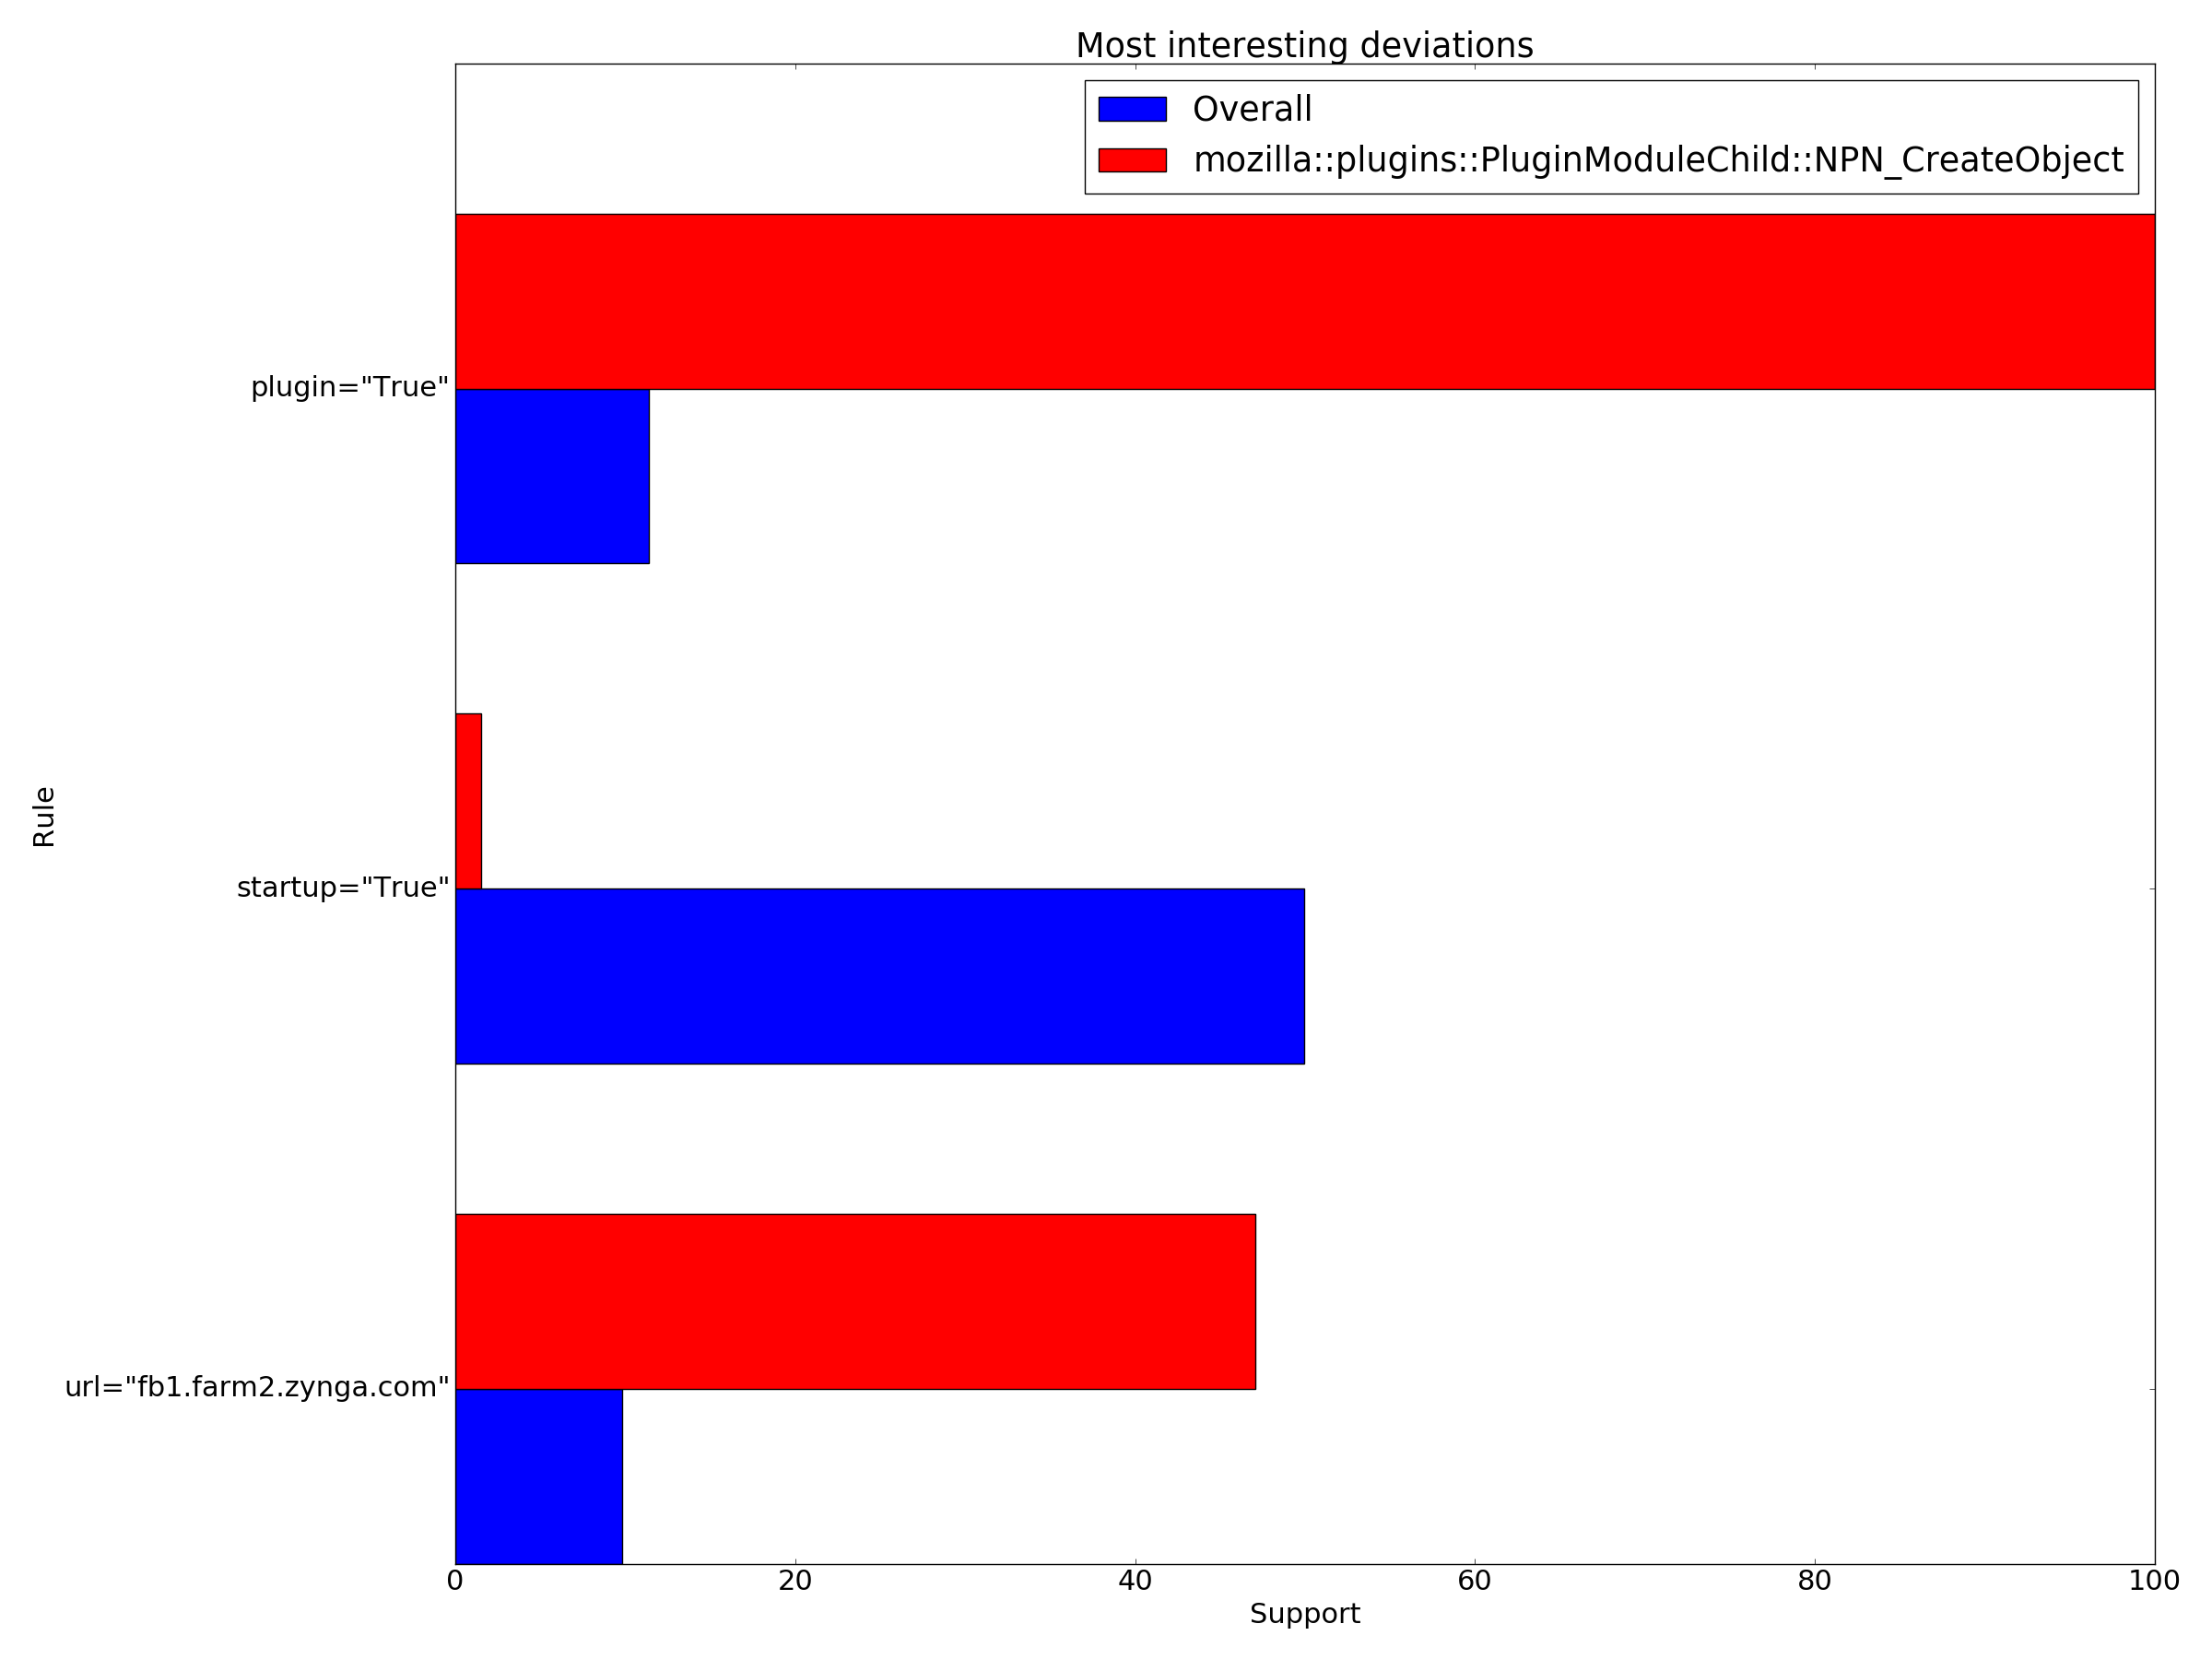 Most interesting deviations
Overall
mozilla::plugins::PluginModuleChild::NPN_CreateObject
plugin="True"
startup="True"
url="fb1.farm2.zynga.com"
Rule
0 20 40 60 80 100
Support